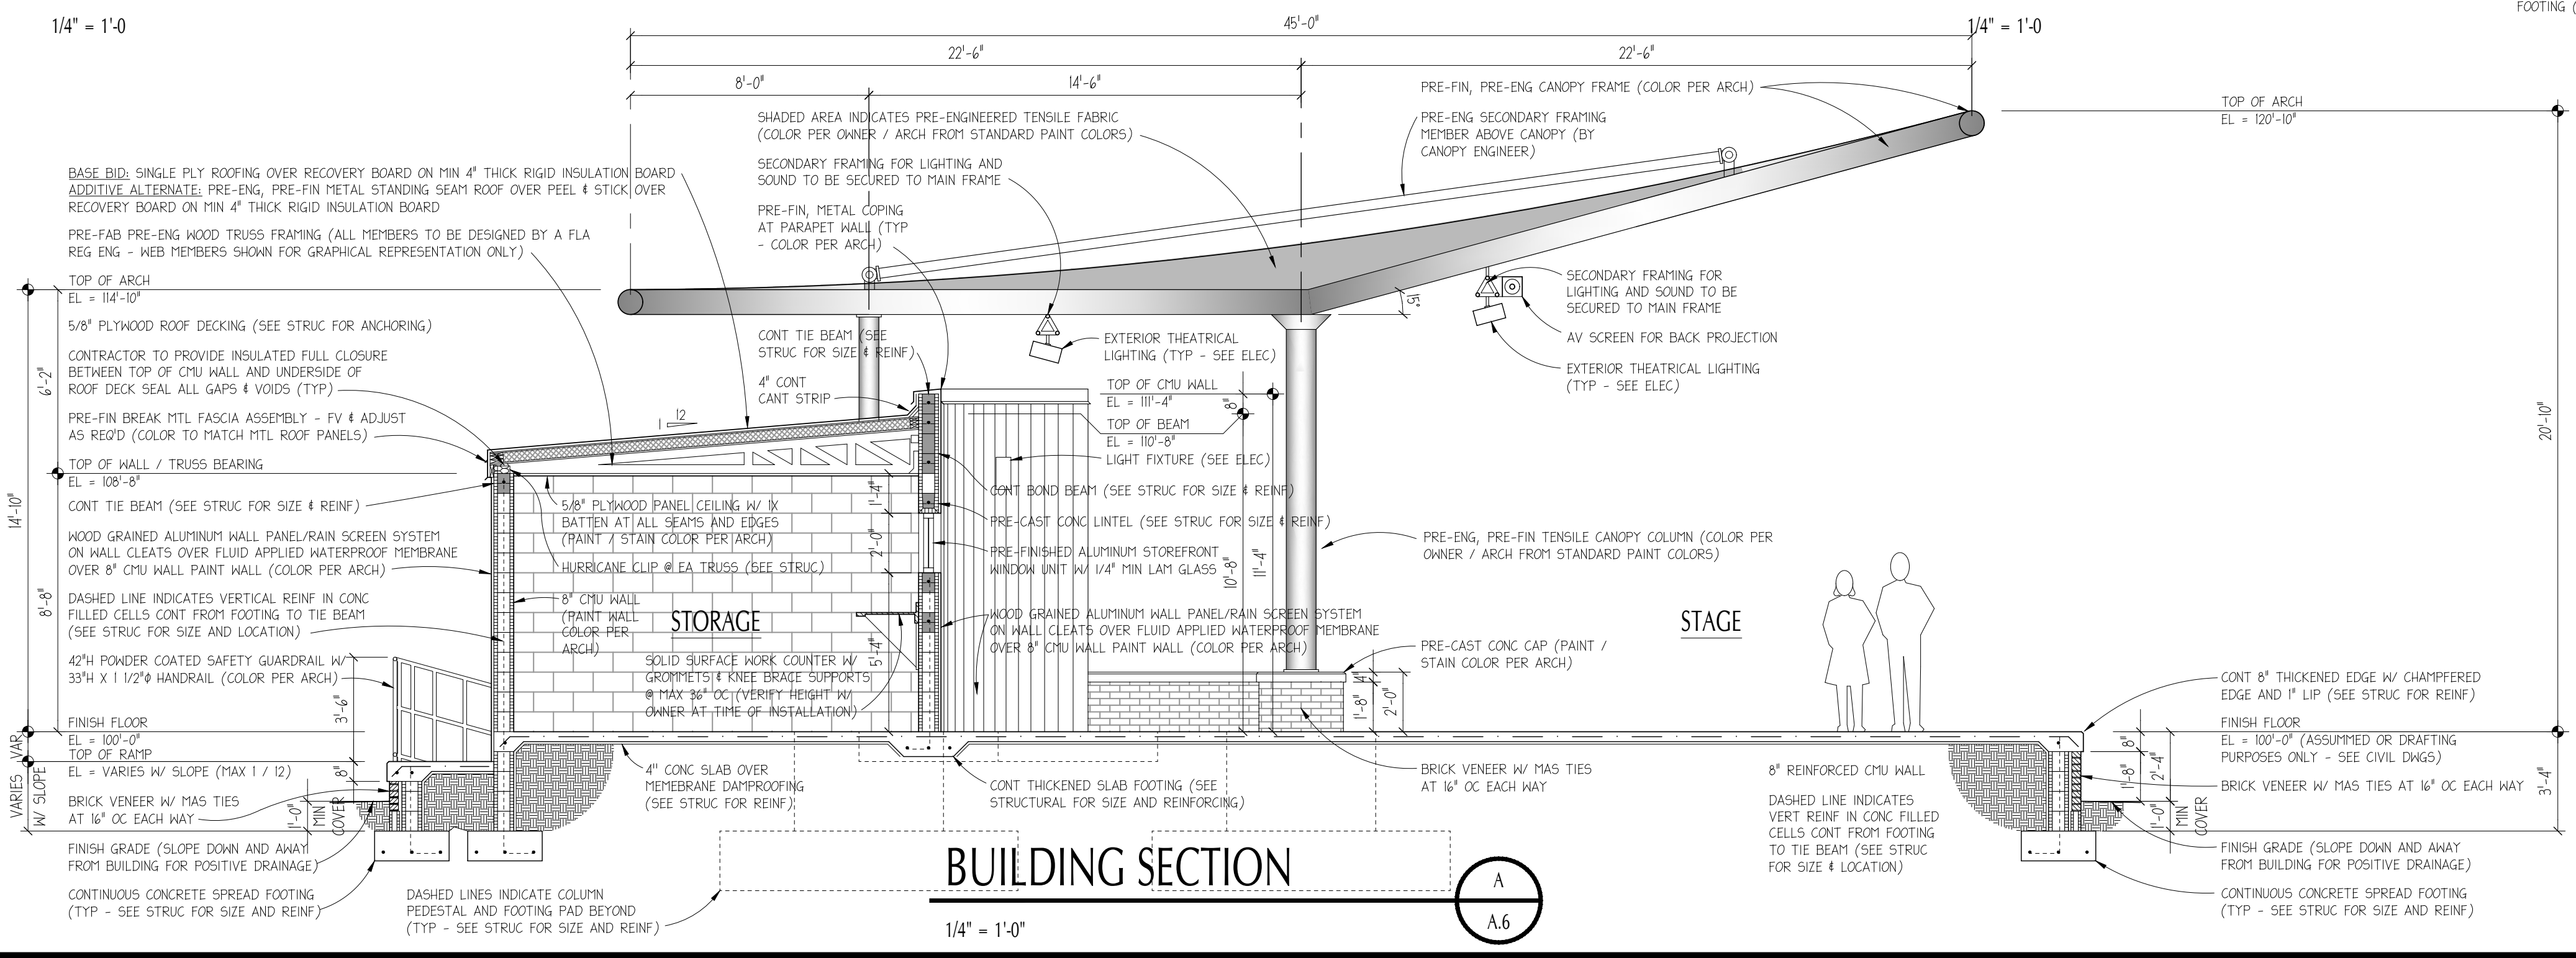 1/4" = 1'-0
45'-0"
1/4" = 1'-0
FOOTING (
22'-6"
22'-6"
8'-0"
14'-6"
BASE BID: SINGLE PLY ROOFING OVER RECOVERY BOARD ON MIN 4" THICK RIGID INSULATION BOARD
ADDITIVE ALTERNATE: PRE-ENG, PRE-FIN METAL STANDING SEAM ROOF OVER PEEL & STICK OVER
RECOVERY BOARD ON MIN 4" THICK RIGID INSULATION BOARD
PRE-FAB PRE-ENG WOOD TRUSS FRAMING (ALL MEMBERS TO BE DESIGNED BY A FLA
REG ENG - WEB MEMBERS SHOWN FOR GRAPHICAL REPRESENTATION ONLY)
TOP OF ARCH
EL = 114'-10"
5/8" PLYWOOD ROOF DECKING (SEE STRUC FOR ANCHORING)
CONTRACTOR TO PROVIDE INSULATED FULL CLOSURE
BETWEEN TOP OF CMU WALL AND UNDERSIDE OF
ROOF DECK SEAL ALL GAPS & VOIDS (TYP)
PRE-FIN BREAK MTL FASCIA ASSEMBLY - FV & ADJUST
AS REQ'D (COLOR TO MATCH MTL ROOF PANELS)
TOP OF WALL / TRUSS BEARING
EL = 108'-8"
CONT TIE BEAM (SEE STRUC FOR SIZE & REINF)
WOOD GRAINED ALUMINUM WALL PANEL/RAIN SCREEN SYSTEM
ON WALL CLEATS OVER FLUID APPLIED WATERPROOF MEMBRANE
OVER 8" CMU WALL PAINT WALL (COLOR PER ARCH)
DASHED LINE INDICATES VERTICAL REINF IN CONC
FILLED CELLS CONT FROM FOOTING TO TIE BEAM
(SEE STRUC FOR SIZE AND LOCATION)
42"H POWDER COATED SAFETY GUARDRAIL W/
33"H X 1 1/2"Ø HANDRAIL (COLOR PER ARCH)
FINISH FLOOR
EL = 100'-0"
TOP OF RAMP
EL = VARIES W/ SLOPE (MAX 1 / 12)
BRICK VENEER W/ MAS TIES
AT 16" OC EACH WAY
FINISH GRADE (SLOPE DOWN AND AWAY
FROM BUILDING FOR POSITIVE DRAINAGE)
CONTINUOUS CONCRETE SPREAD FOOTING
(TYP - SEE STRUC FOR SIZE AND REINF)
14'-10"
6'-2"
8'-8"
VAR
VARIES
W/ SLOPE
3'-6"
8"
1'-0"
MIN
COVER
DASHED LINES INDICATE COLUMN
PEDESTAL AND FOOTING PAD BEYOND
(TYP - SEE STRUC FOR SIZE AND REINF)
SHADED AREA INDICATES PRE-ENGINEERED TENSILE FABRIC
(COLOR PER OWNER / ARCH FROM STANDARD PAINT COLORS)
SECONDARY FRAMING FOR LIGHTING AND
SOUND TO BE SECURED TO MAIN FRAME
PRE-FIN, METAL COPING
AT PARAPET WALL (TYP
- COLOR PER ARCH)
CONT TIE BEAM (SEE
STRUC FOR SIZE & REINF)
4" CONT
CANT STRIP
12
1
5/8" PLYWOOD PANEL CEILING W/ 1X
BATTEN AT ALL SEAMS AND EDGES
(PAINT / STAIN COLOR PER ARCH)
HURRICANE CLIP @ EA TRUSS (SEE STRUC)
8" CMU WALL
(PAINT WALL
COLOR PER
ARCH)
STORAGE
SOLID SURFACE WORK COUNTER W/
GROMMETS & KNEE BRACE SUPPORTS
@ MAX 36" OC (VERIFY HEIGHT W/
OWNER AT TIME OF INSTALLATION)
1'-4"
2'-0"
5'-4"
4" CONC SLAB OVER
MEMEBRANE DAMPROOFING
(SEE STRUC FOR REINF)
EXTERIOR THEATRICAL
LIGHTING (TYP - SEE ELEC)
TOP OF CMU WALL
EL = 111'-4"
8"
TOP OF BEAM
EL = 110'-8"
LIGHT FIXTURE (SEE ELEC)
CONT BOND BEAM (SEE STRUC FOR SIZE & REINF)
PRE-CAST CONC LINTEL (SEE STRUC FOR SIZE & REINF)
PRE-FINISHED ALUMINUM STOREFRONT
WINDOW UNIT W/ 1/4" MIN LAM GLASS
10'-8"
11'-4"
WOOD GRAINED ALUMINUM WALL PANEL/RAIN SCREEN SYSTEM
ON WALL CLEATS OVER FLUID APPLIED WATERPROOF MEMBRANE
OVER 8" CMU WALL PAINT WALL (COLOR PER ARCH)
CONT THICKENED SLAB FOOTING (SEE
STRUCTURAL FOR SIZE AND REINFORCING)
PRE-FIN, PRE-ENG CANOPY FRAME (COLOR PER ARCH)
PRE-ENG SECONDARY FRAMING
MEMBER ABOVE CANOPY (BY
CANOPY ENGINEER)
15°
SECONDARY FRAMING FOR
LIGHTING AND SOUND TO BE
SECURED TO MAIN FRAME
AV SCREEN FOR BACK PROJECTION
EXTERIOR THEATRICAL LIGHTING
(TYP - SEE ELEC)
PRE-ENG, PRE-FIN TENSILE CANOPY COLUMN (COLOR PER
OWNER / ARCH FROM STANDARD PAINT COLORS)
PRE-CAST CONC CAP (PAINT /
STAIN COLOR PER ARCH)
4"
1'-8"
2'-0"
STAGE
BRICK VENEER W/ MAS TIES
AT 16" OC EACH WAY
8" REINFORCED CMU WALL
DASHED LINE INDICATES
VERT REINF IN CONC FILLED
CELLS CONT FROM FOOTING
TO TIE BEAM (SEE STRUC
FOR SIZE & LOCATION)
TOP OF ARCH
EL = 120'-10"
20'-10"
CONT 8" THICKENED EDGE W/ CHAMPFERED
EDGE AND 1" LIP (SEE STRUC FOR REINF)
FINISH FLOOR
EL = 100'-0" (ASSUMMED OR DRAFTING
PURPOSES ONLY - SEE CIVIL DWGS)
BRICK VENEER W/ MAS TIES AT 16" OC EACH WAY
8"
1'-8"
2'-4"
3'-4"
1'-0"
MIN
COVER
FINISH GRADE (SLOPE DOWN AND AWAY
FROM BUILDING FOR POSITIVE DRAINAGE)
CONTINUOUS CONCRETE SPREAD FOOTING
(TYP - SEE STRUC FOR SIZE AND REINF)
BUILDING SECTION
A
A.6
1/4" = 1'-0"